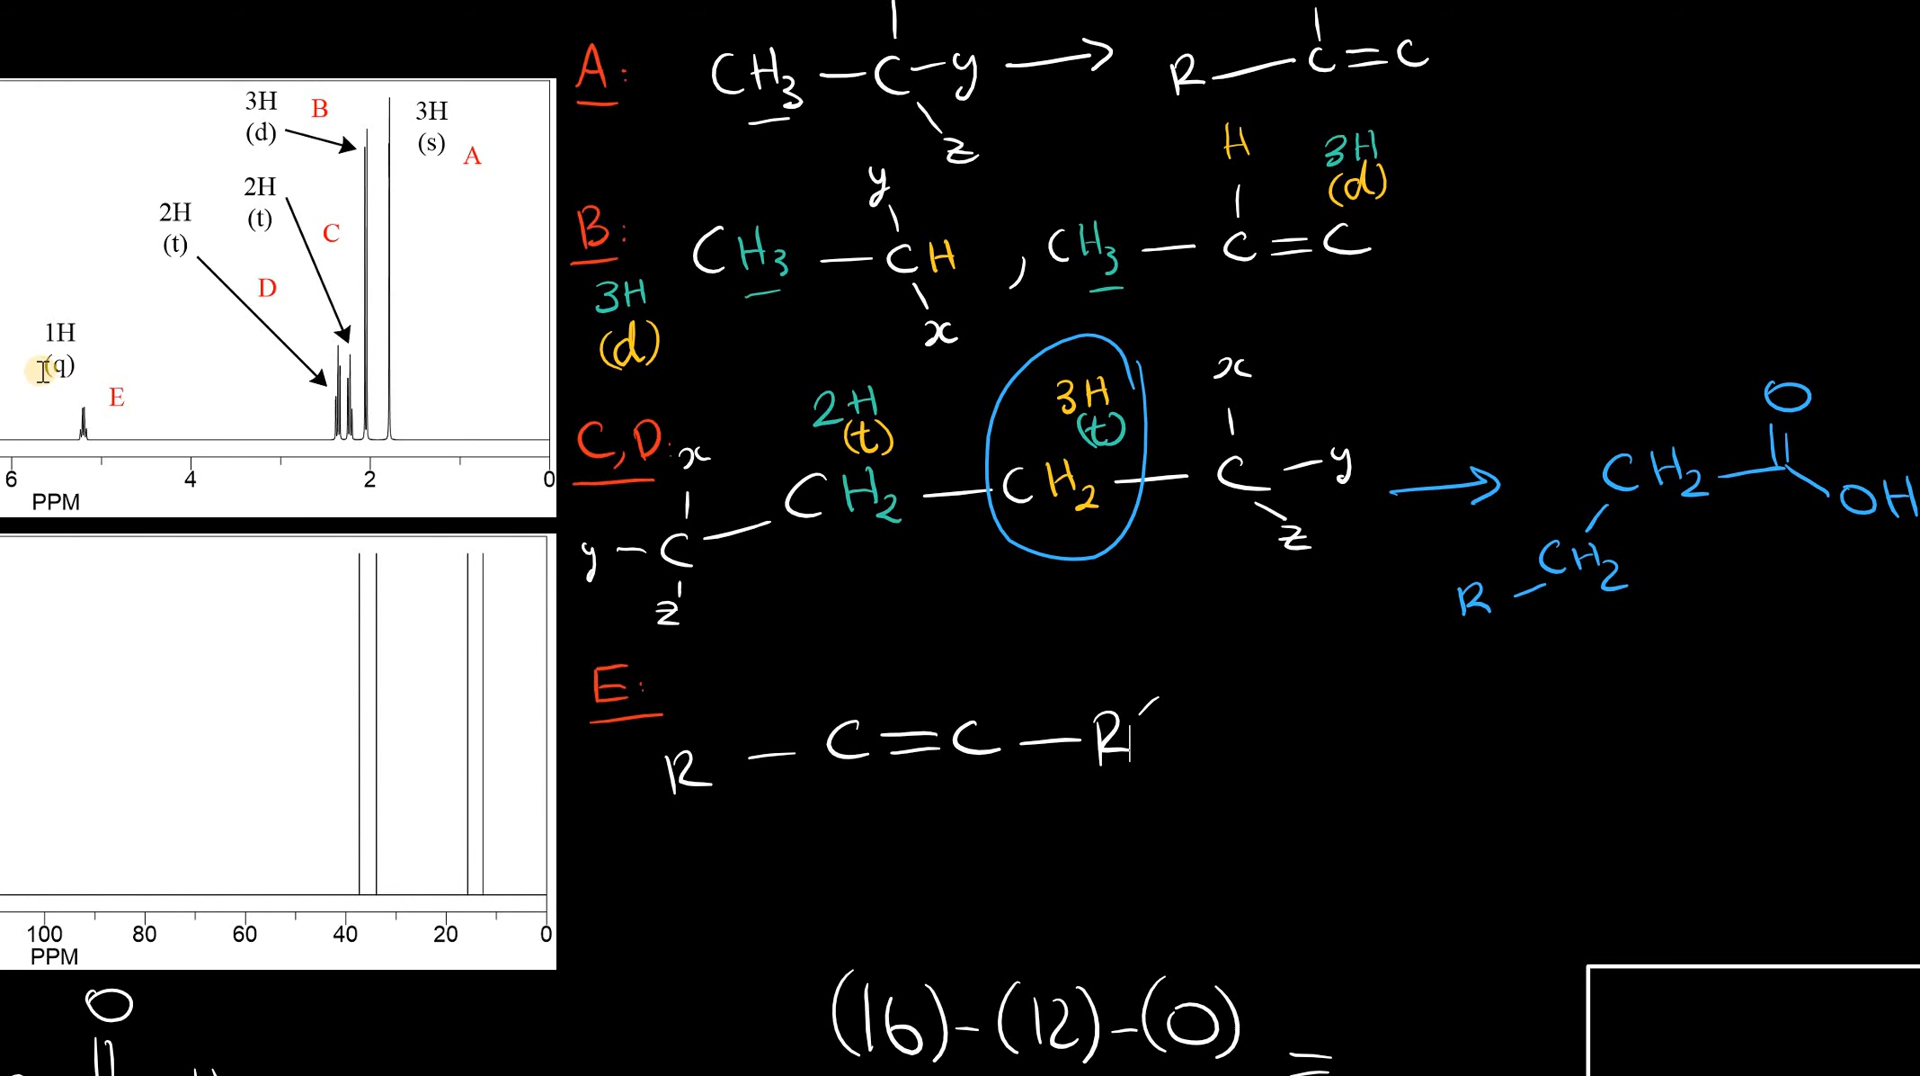 3H
(d)
B
3H
(s)
A
2H
(t)
C
2H
(t)
D
1H
(q)
E
6
4
2
0
PPM
100
80
60
40
20
0
PPM
A:
CH3 — C — y
z
R — C = C
B:
3H
(d)
CH3 — CH
y
x
, CH3 — C = C
H
3H
(d)
C, D:
x
y — C
z
2H
(t)
CH2 —
3H
(t)
CH2 —
x
C — y
z
R — CH2
CH2
O
OH
E:
R — C = C — R'
O
(16) - (12) - (0)
=